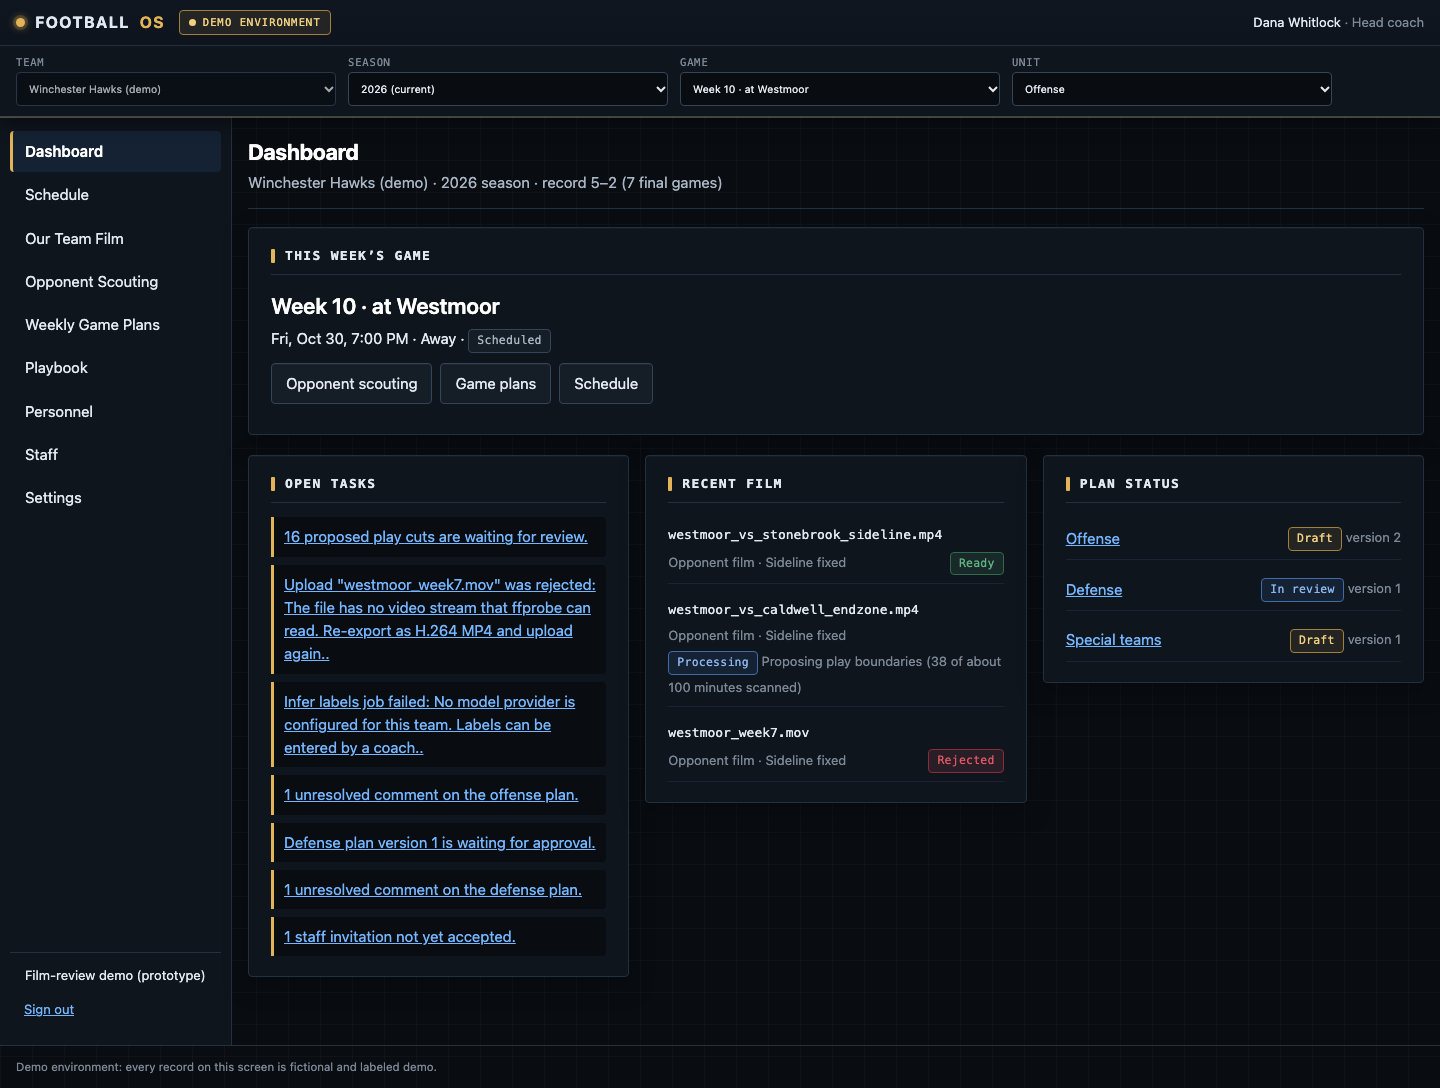 FOOTBALL OS
DEMO ENVIRONMENT
Dana Whitlock · Head coach
TEAM
Winchester Hawks (demo)
SEASON
2026 (current)
GAME
Week 10 · at Westmoor
UNIT
Offense
Dashboard
Schedule
Our Team Film
Opponent Scouting
Weekly Game Plans
Playbook
Personnel
Staff
Settings
Film-review demo (prototype)
Sign out
Dashboard
Winchester Hawks (demo) · 2026 season · record 5–2 (7 final games)
THIS WEEK’S GAME
Week 10 · at Westmoor
Fri, Oct 30, 7:00 PM · Away · Scheduled
Opponent scouting
Game plans
Schedule
OPEN TASKS
16 proposed play cuts are waiting for review.
Upload "westmoor_week7.mov" was rejected:
The file has no video stream that ffprobe can
read. Re-export as H.264 MP4 and upload
again..
Infer labels job failed: No model provider is
configured for this team. Labels can be
entered by a coach..
1 unresolved comment on the offense plan.
Defense plan version 1 is waiting for approval.
1 unresolved comment on the defense plan.
1 staff invitation not yet accepted.
RECENT FILM
westmoor_vs_stonebrook_sideline.mp4
Opponent film · Sideline fixed
Ready
westmoor_vs_caldwell_endzone.mp4
Opponent film · Sideline fixed
Processing Proposing play boundaries (38 of about
100 minutes scanned)
westmoor_week7.mov
Opponent film · Sideline fixed
Rejected
PLAN STATUS
Offense
Draft version 2
Defense
In review version 1
Special teams
Draft version 1
Demo environment: every record on this screen is fictional and labeled demo.